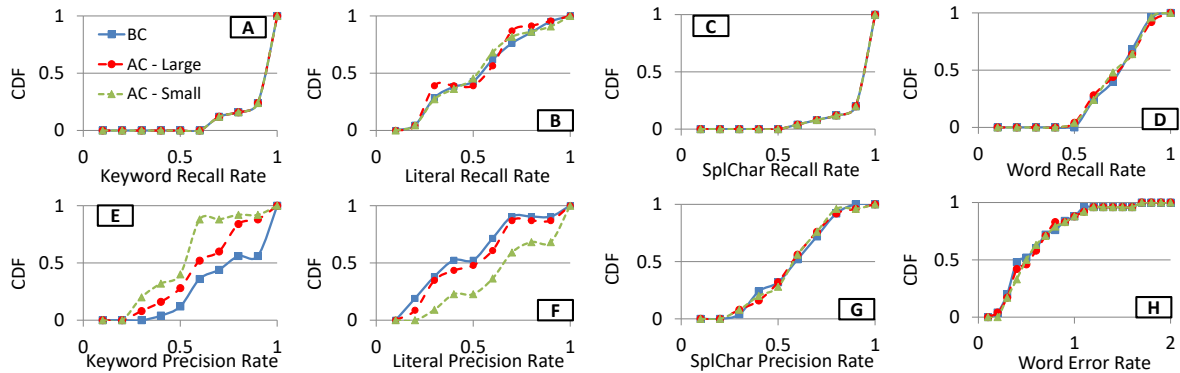 1
0.5
0
CDF
0
0.5
1
Keyword Recall Rate
A
BC
AC - Large
AC - Small
1
0.5
0
CDF
0
0.5
1
Literal Recall Rate
B
1
0.5
0
CDF
0
0.5
1
SplChar Recall Rate
C
1
0.5
0
CDF
0
0.5
1
Word Recall Rate
D
1
0.5
0
CDF
0
0.5
1
Keyword Precision Rate
E
1
0.5
0
CDF
0
0.5
1
Literal Precision Rate
F
1
0.5
0
CDF
0
0.5
1
SplChar Precision Rate
G
1
0.5
0
CDF
0
1
2
Word Error Rate
H